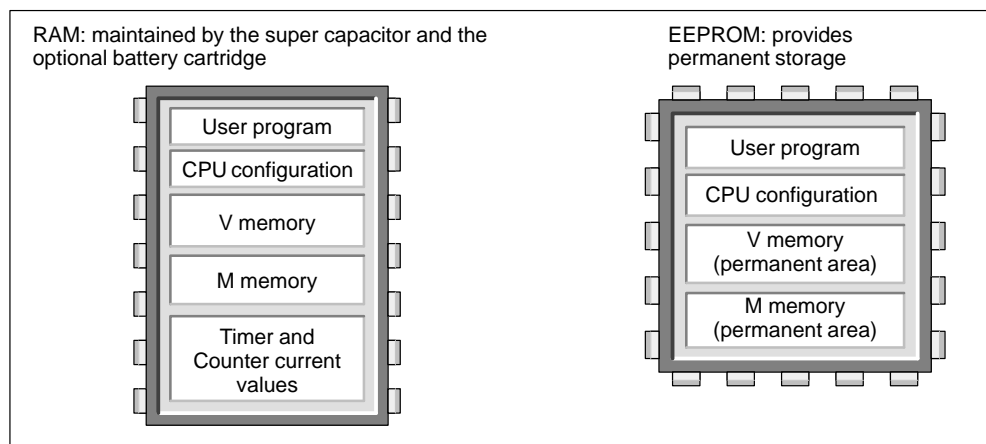 RAM: maintained by the super capacitor and the
optional battery cartridge
User program
CPU configuration
V memory
M memory
Timer and
Counter current
values
EEPROM: provides
permanent storage
User program
CPU configuration
V memory
(permanent area)
M memory
(permanent area)